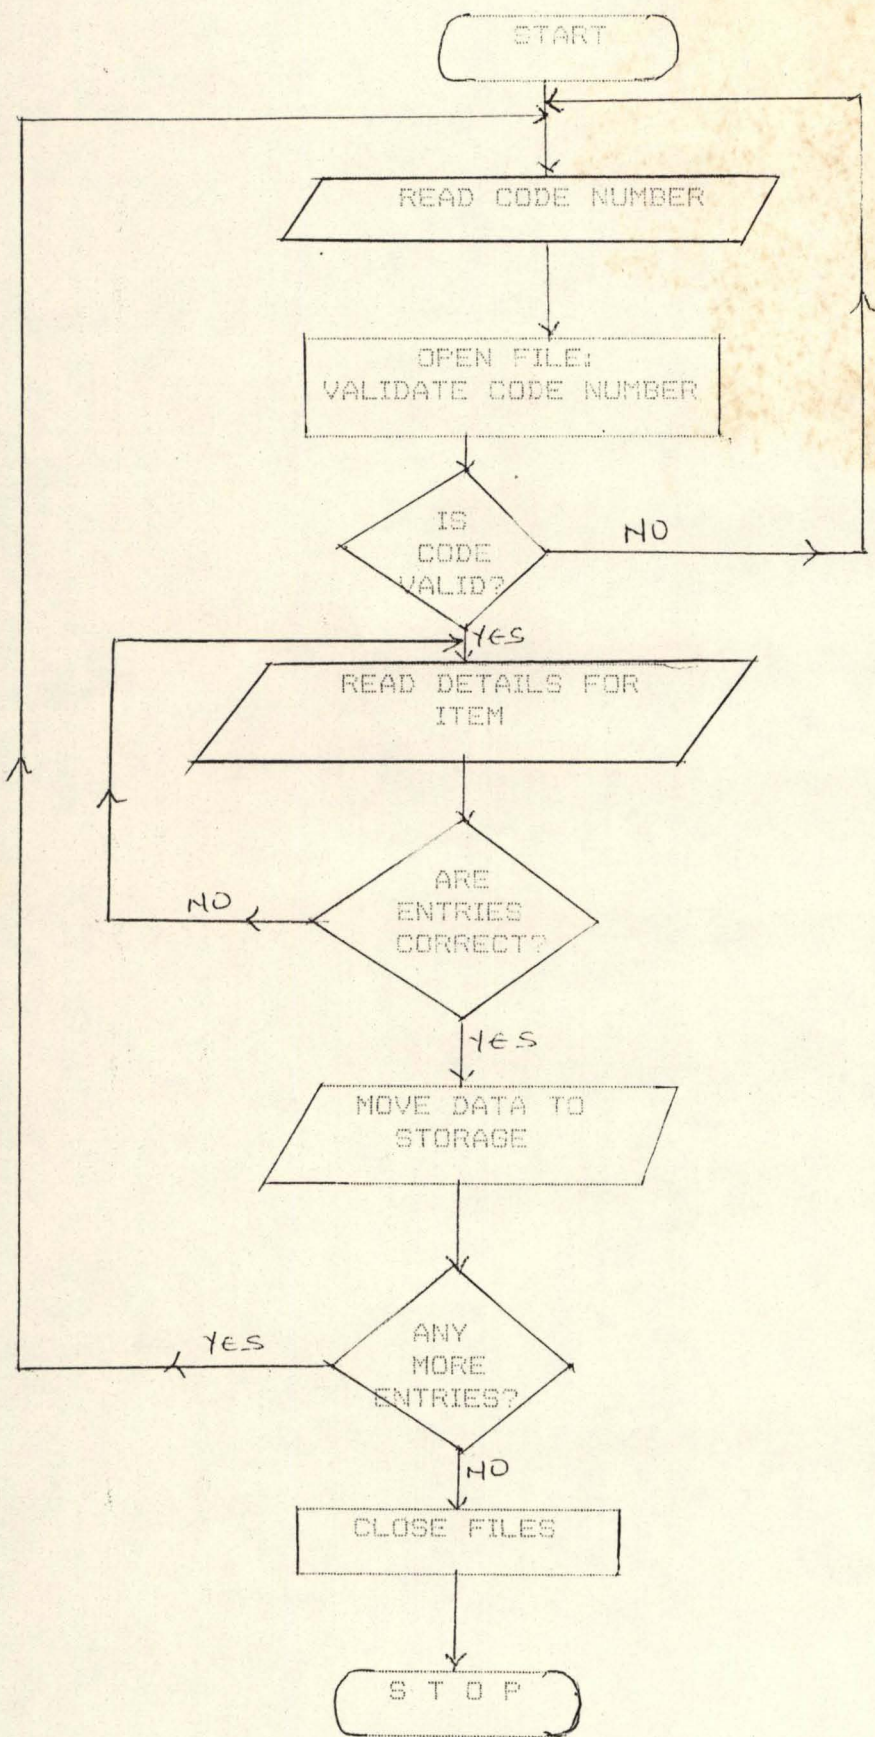 START
READ CODE NUMBER
OPEN FILE:
VALIDATE CODE NUMBER
IS
CODE
VALID?
NO
YES
READ DETAILS FOR
ITEM
ARE
ENTRIES
CORRECT?
NO
YES
MOVE DATA TO
STORAGE
ANY
MORE
ENTRIES?
YES
NO
CLOSE FILES
S T O P